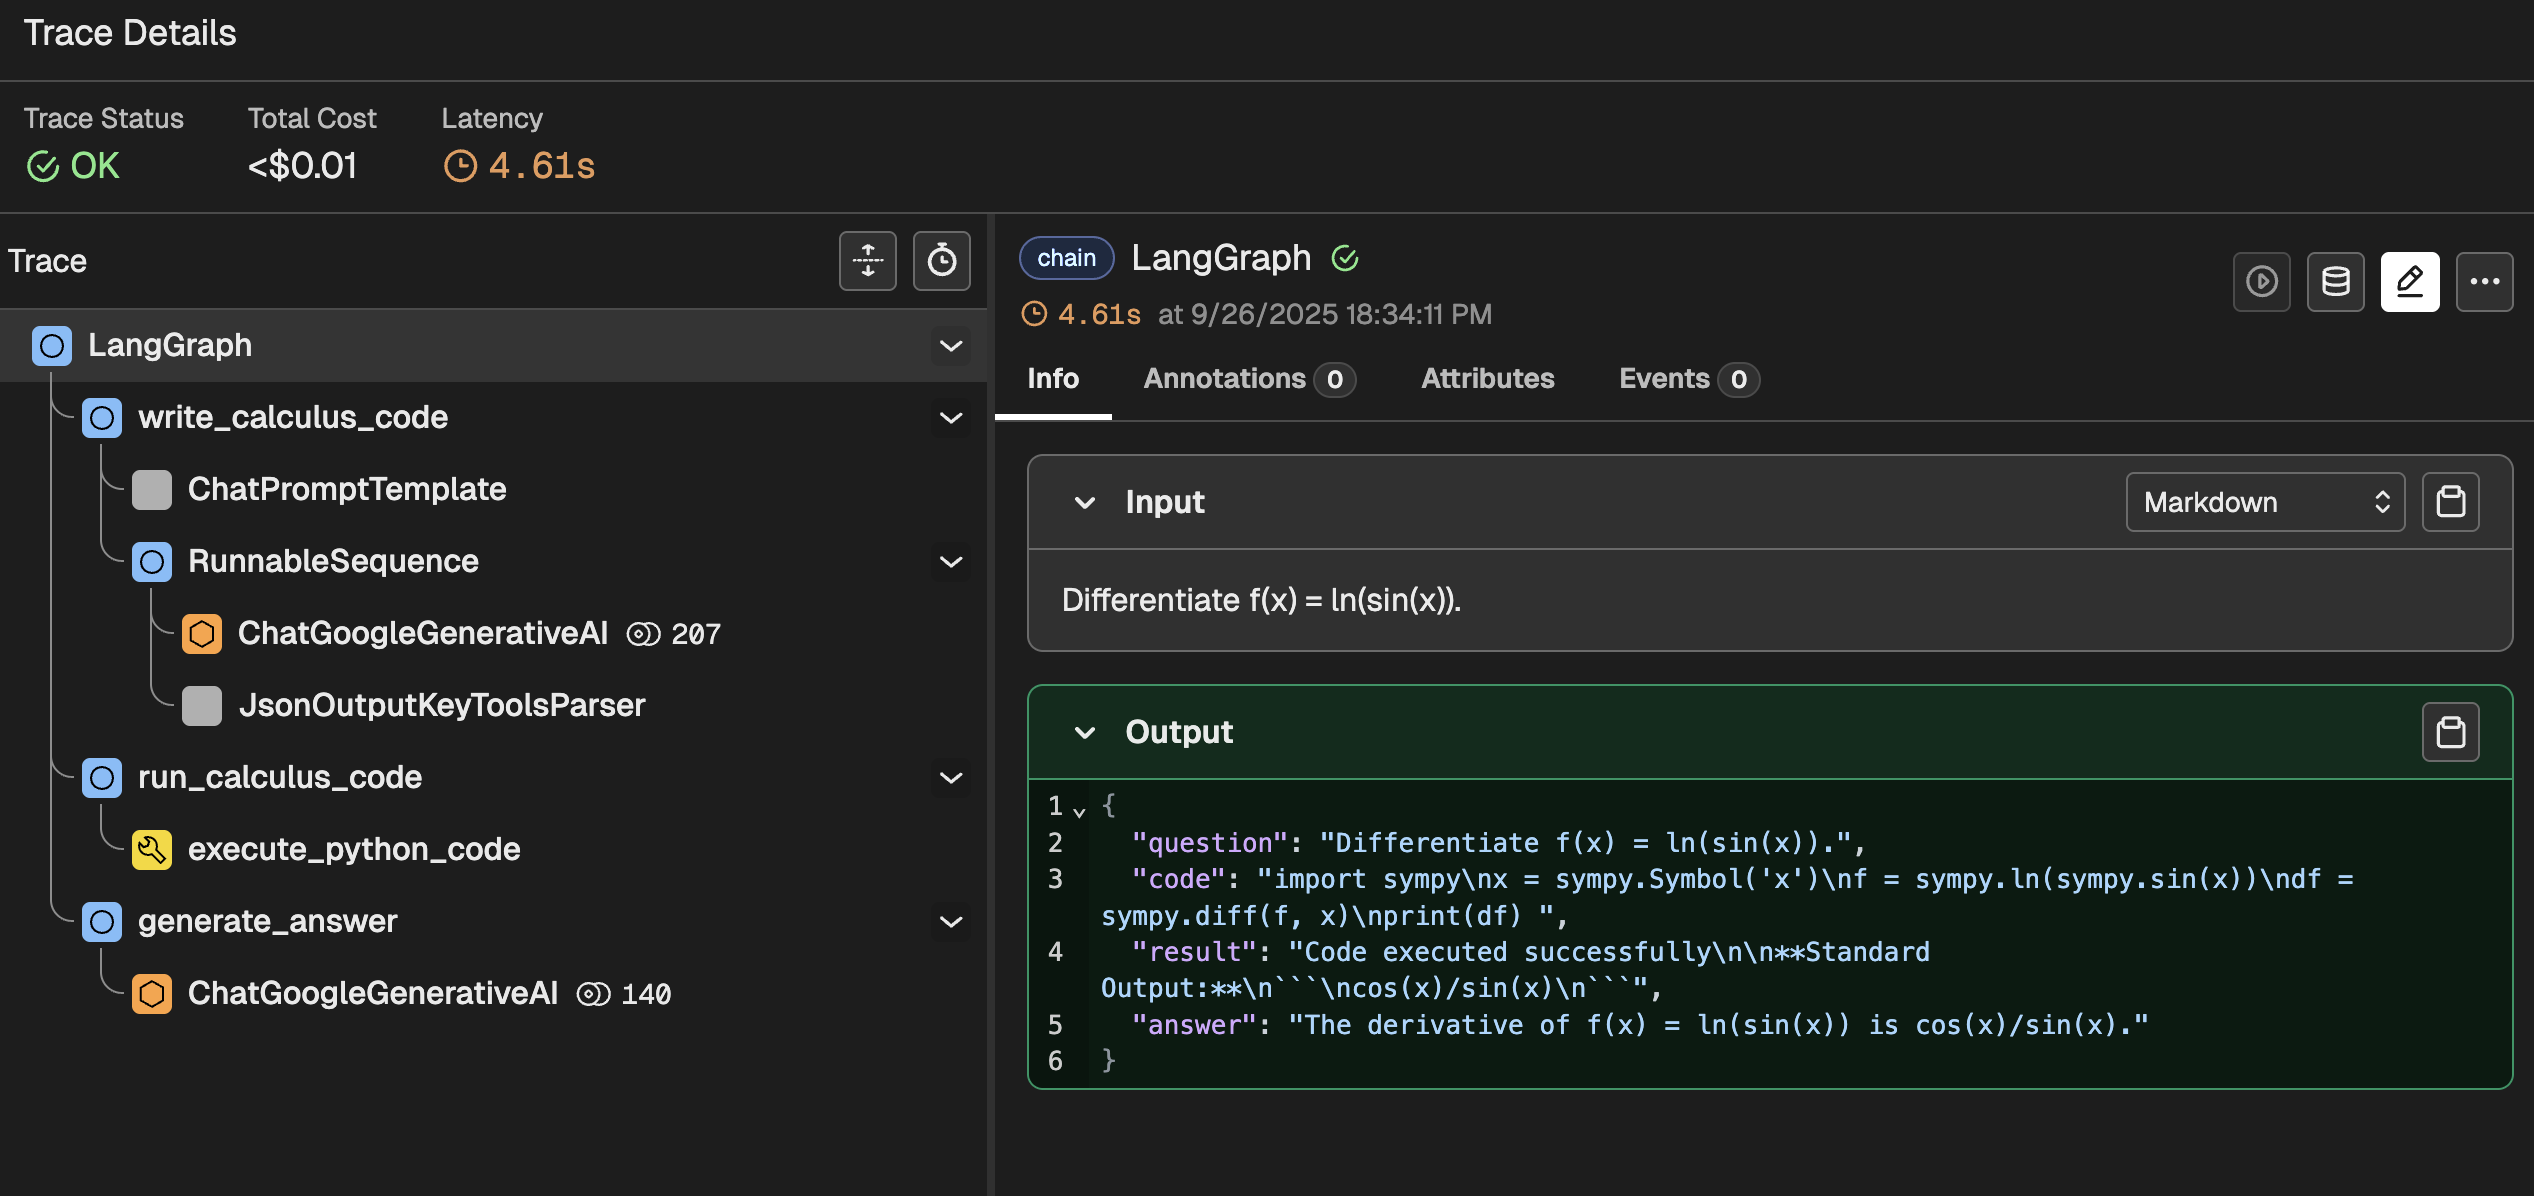 Trace Details
Trace Status
Total Cost
Latency
OK
<$0.01
4.61s
Trace
LangGraph
write_calculus_code
ChatPromptTemplate
RunnableSequence
ChatGoogleGenerativeAI 207
JsonOutputKeyToolsParser
run_calculus_code
execute_python_code
generate_answer
ChatGoogleGenerativeAI 140
chain LangGraph
4.61s at 9/26/2025 18:34:11 PM
Info Annotations 0 Attributes Events 0
Input
Markdown
Differentiate f(x) = ln(sin(x)).
Output
1 {
2 "question": "Differentiate f(x) = ln(sin(x)).",
3 "code": "import sympy\nx = sympy.Symbol('x')\nf = sympy.ln(sympy.sin(x))\ndf =
sympy.diff(f, x)\nprint(df) ",
4 "result": "Code executed successfully\n\n**Standard
Output:**\n```\ncos(x)/sin(x)\n```",
5 "answer": "The derivative of f(x) = ln(sin(x)) is cos(x)/sin(x)."
6 }